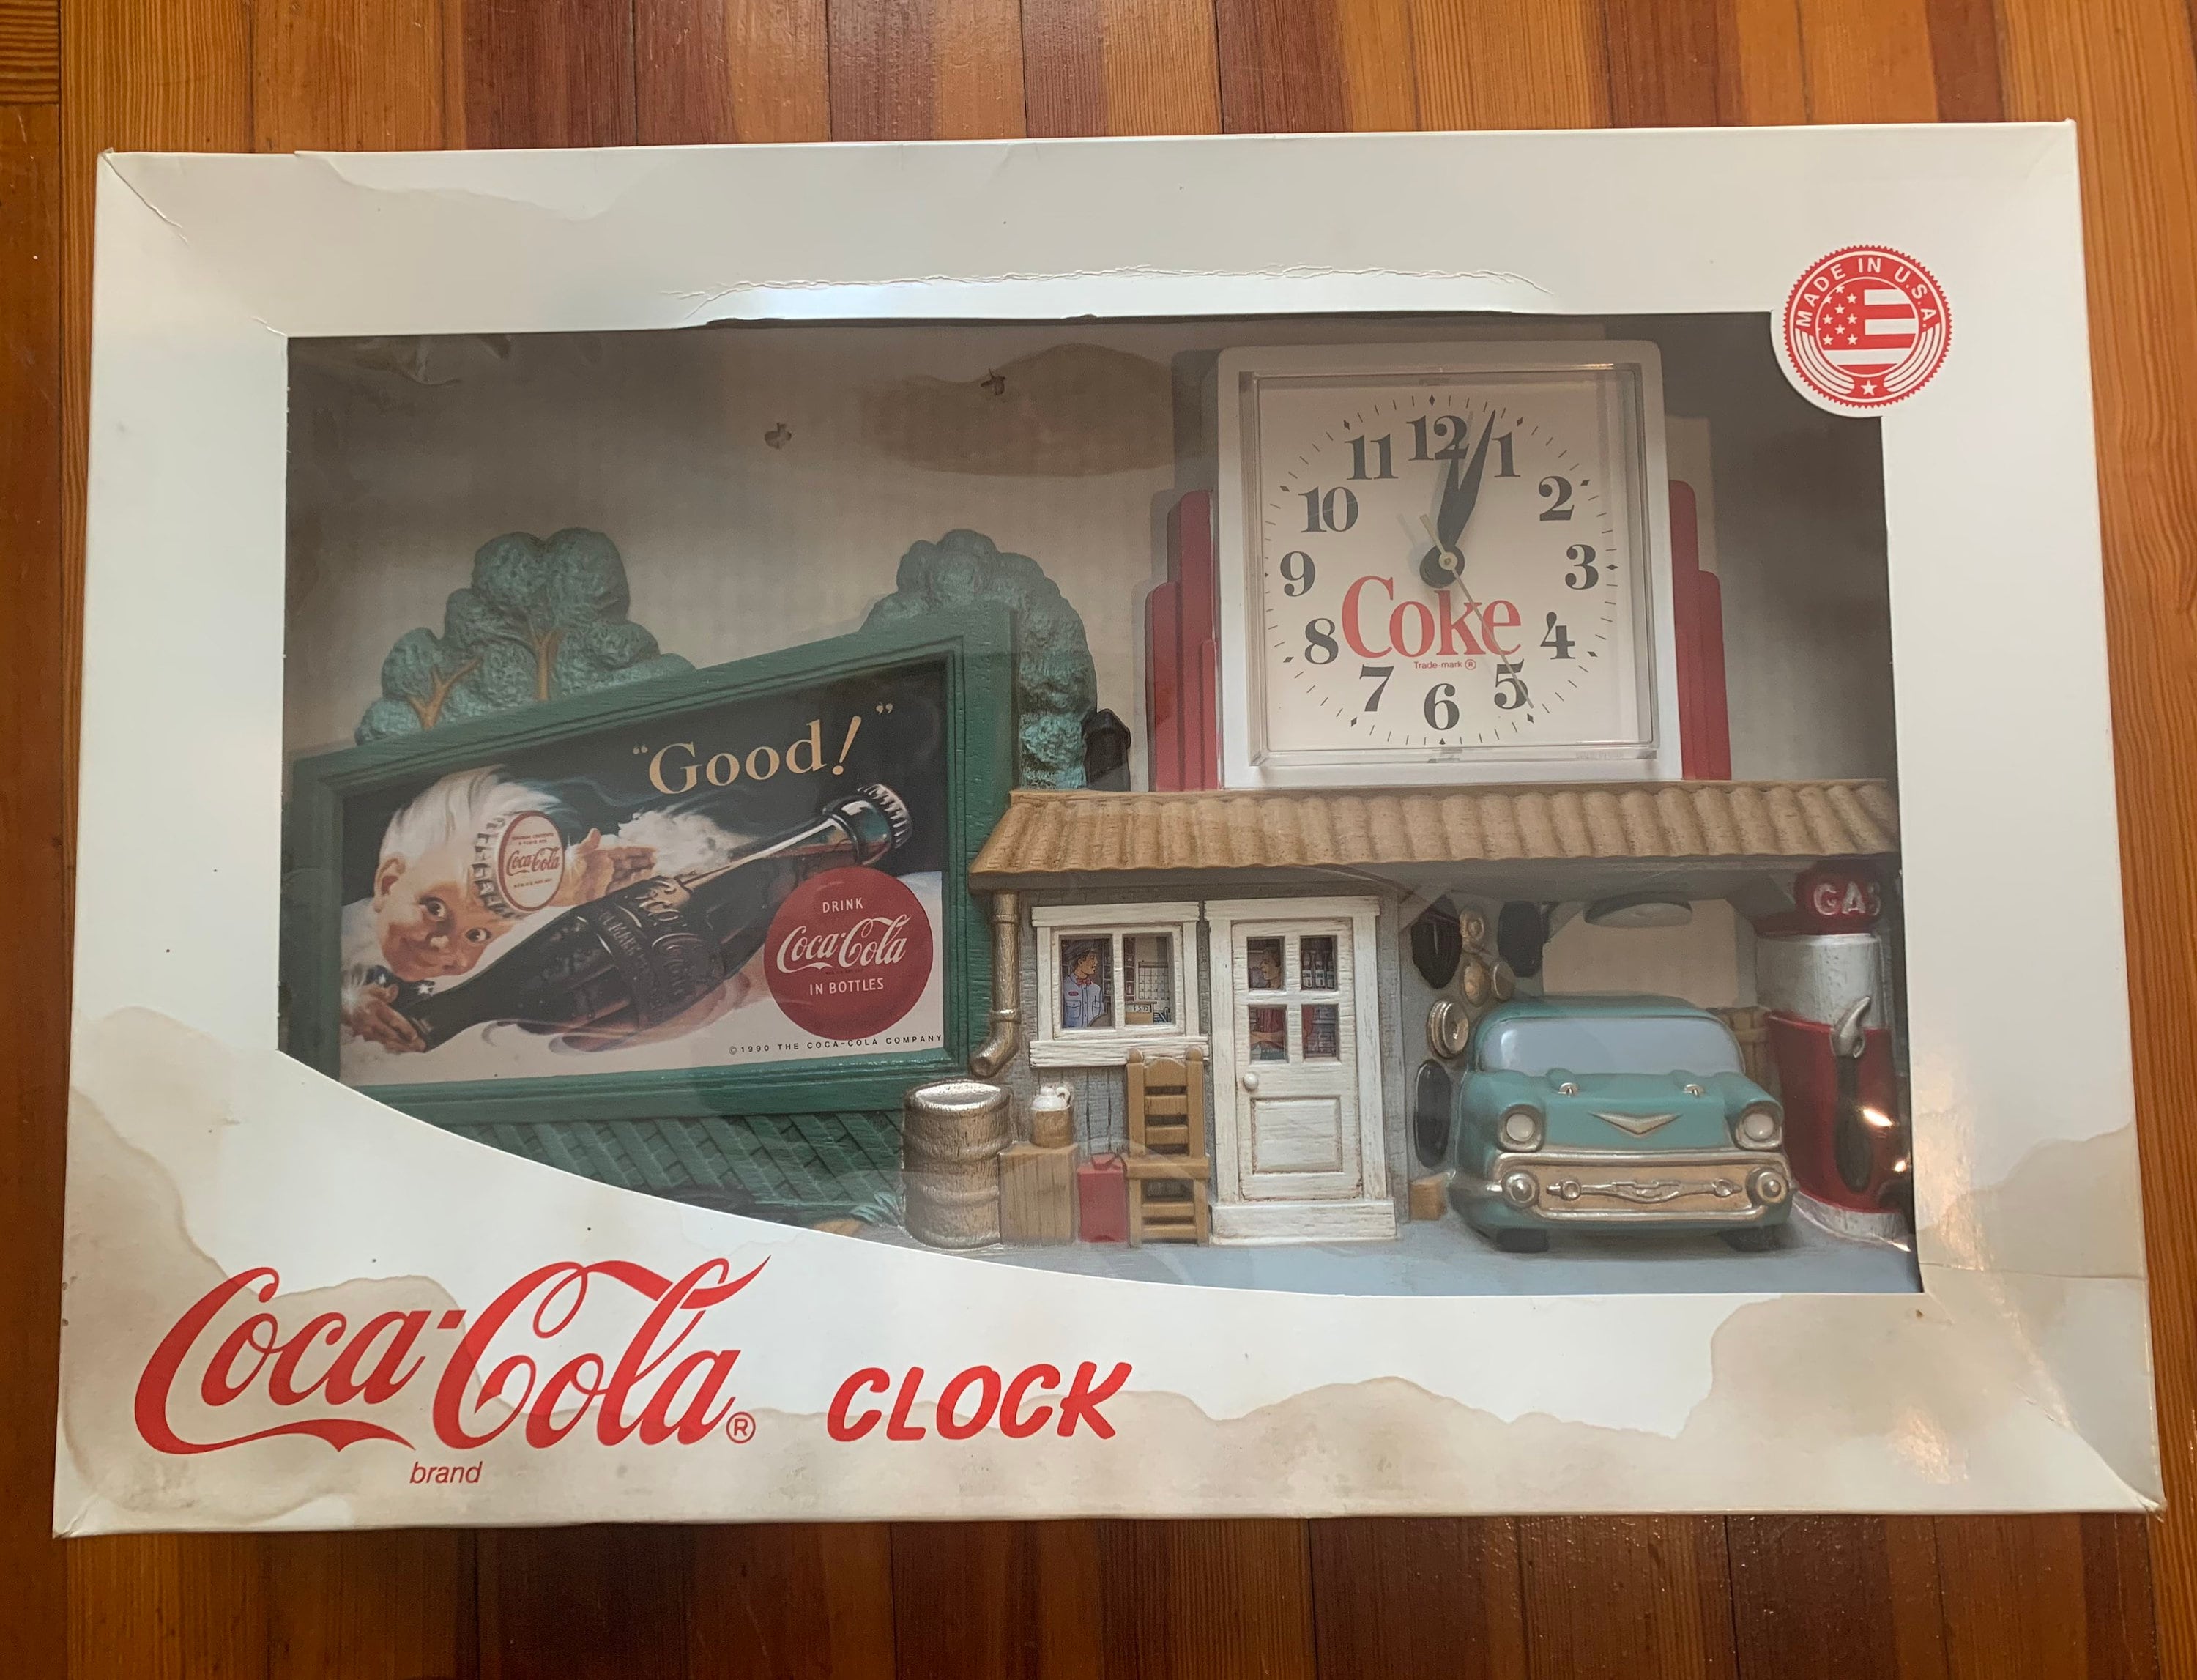 MADE IN U.S.A.
11 12 1
10 2
9 3
8 4
7 6 5
Coke
Trade-mark ®
"Good!"
Coca-Cola
DRINK
Coca-Cola
IN BOTTLES
©1990 THE COCA-COLA COMPANY
GAS
Coca-Cola® CLOCK
brand